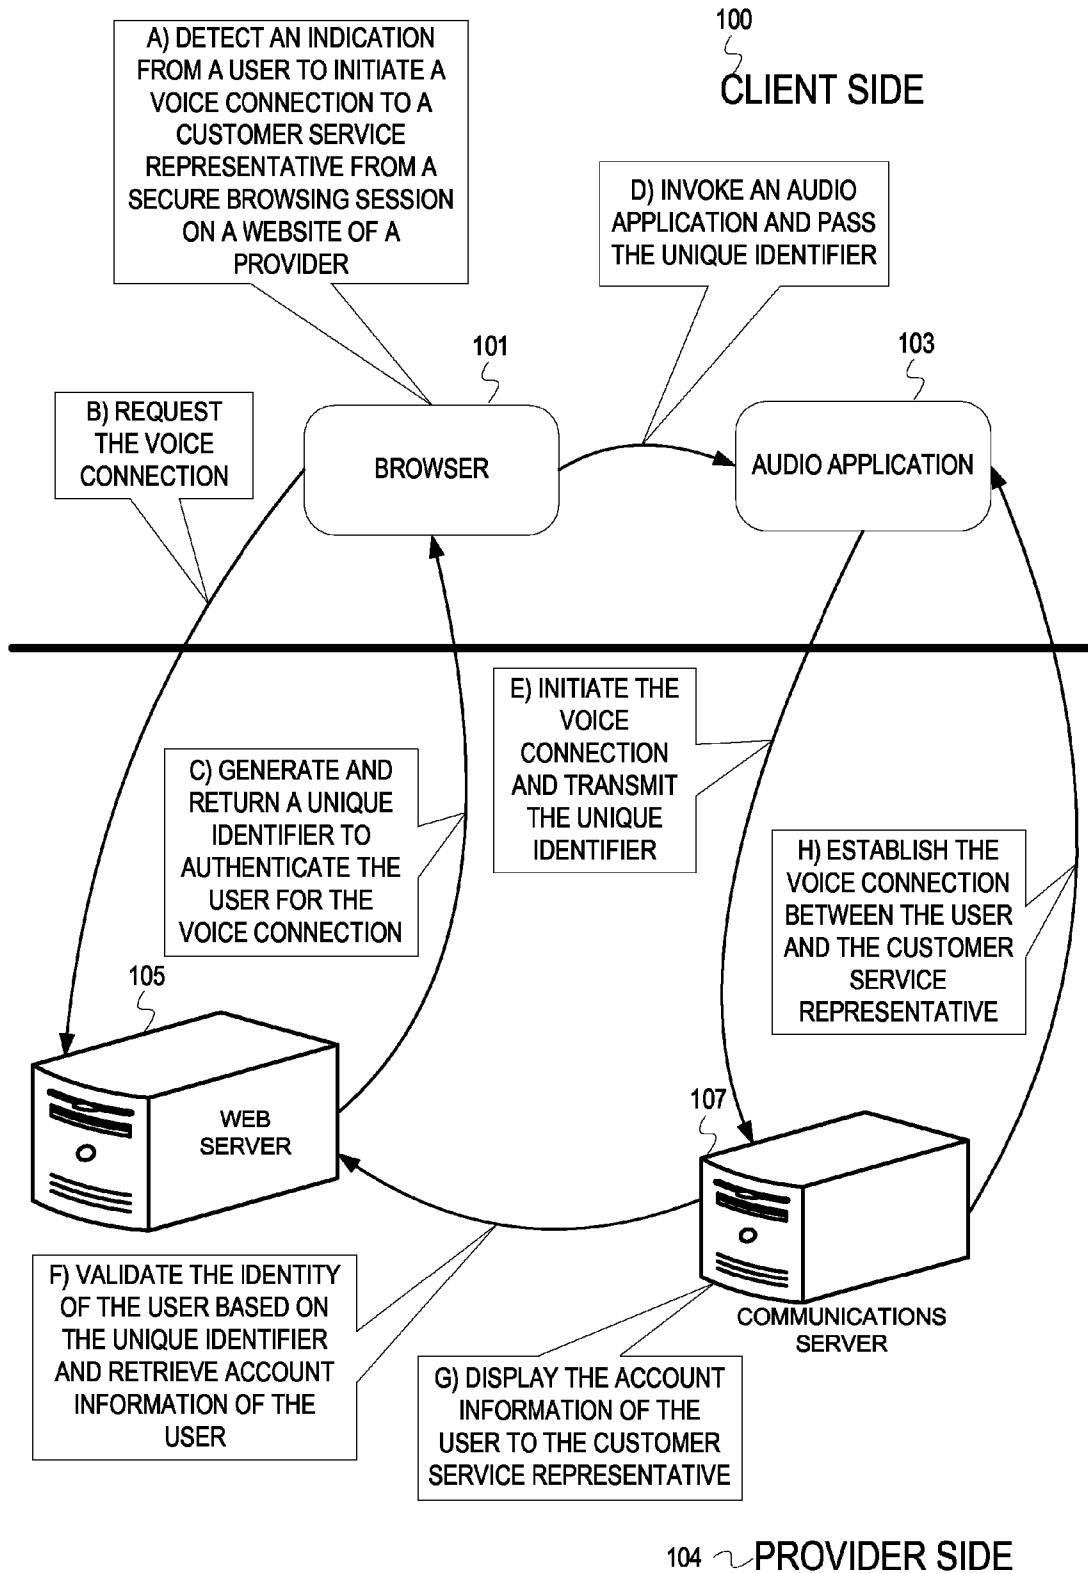 100
CLIENT SIDE
A) DETECT AN INDICATION
FROM A USER TO INITIATE A
VOICE CONNECTION TO A
CUSTOMER SERVICE
REPRESENTATIVE FROM A
SECURE BROWSING SESSION
ON A WEBSITE OF A
PROVIDER
D) INVOKE AN AUDIO
APPLICATION AND PASS
THE UNIQUE IDENTIFIER
101
103
B) REQUEST
THE VOICE
CONNECTION
BROWSER
AUDIO APPLICATION
E) INITIATE THE
VOICE
CONNECTION
AND TRANSMIT
THE UNIQUE
IDENTIFIER
C) GENERATE AND
RETURN A UNIQUE
IDENTIFIER TO
AUTHENTICATE THE
USER FOR THE
VOICE CONNECTION
H) ESTABLISH THE
VOICE CONNECTION
BETWEEN THE USER
AND THE CUSTOMER
SERVICE
REPRESENTATIVE
105
WEB
SERVER
107
COMMUNICATIONS
SERVER
F) VALIDATE THE IDENTITY
OF THE USER BASED ON
THE UNIQUE IDENTIFIER
AND RETRIEVE ACCOUNT
INFORMATION OF THE
USER
G) DISPLAY THE ACCOUNT
INFORMATION OF THE
USER TO THE CUSTOMER
SERVICE REPRESENTATIVE
104
PROVIDER SIDE